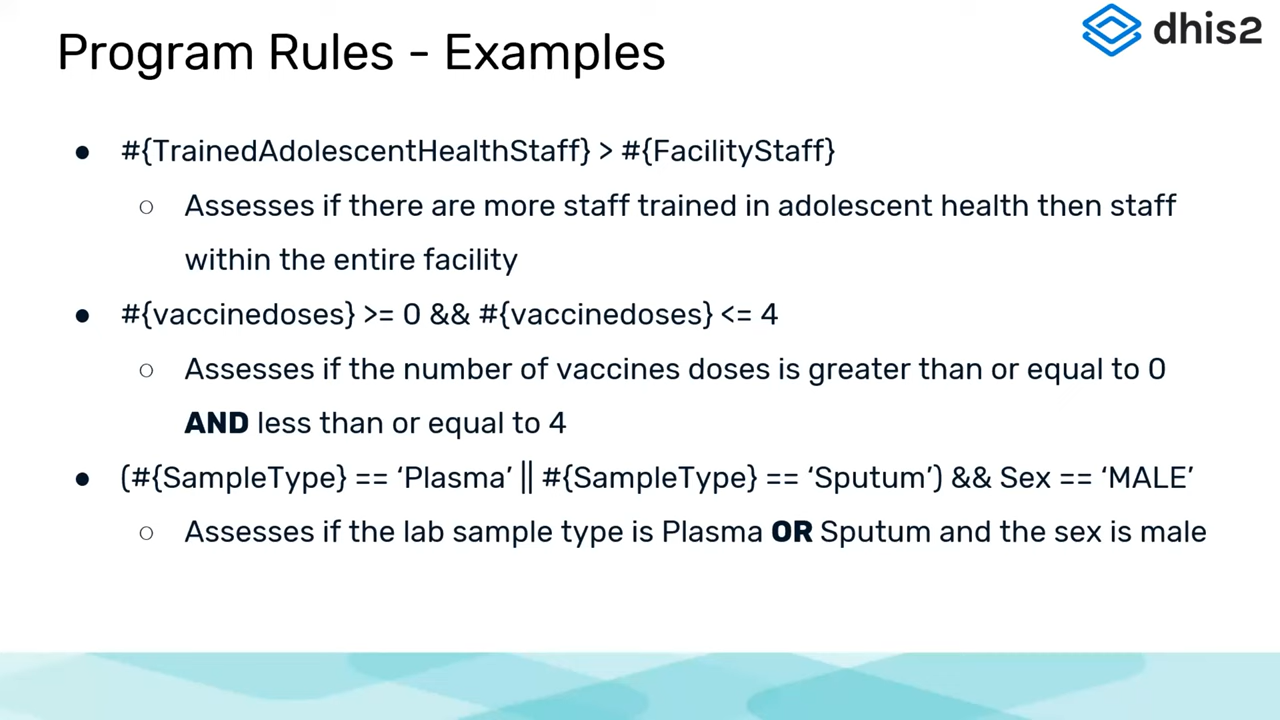 Program Rules - Examples
dhis2
● #{TrainedAdolescentHealthStaff} > #{FacilityStaff}
○ Assesses if there are more staff trained in adolescent health then staff
within the entire facility
● #{vaccinedoses} >= 0 && #{vaccinedoses} <= 4
○ Assesses if the number of vaccines doses is greater than or equal to 0
AND less than or equal to 4
● (#{SampleType} == ‘Plasma’ || #{SampleType} == ‘Sputum’) && Sex == ‘MALE’
○ Assesses if the lab sample type is Plasma OR Sputum and the sex is male